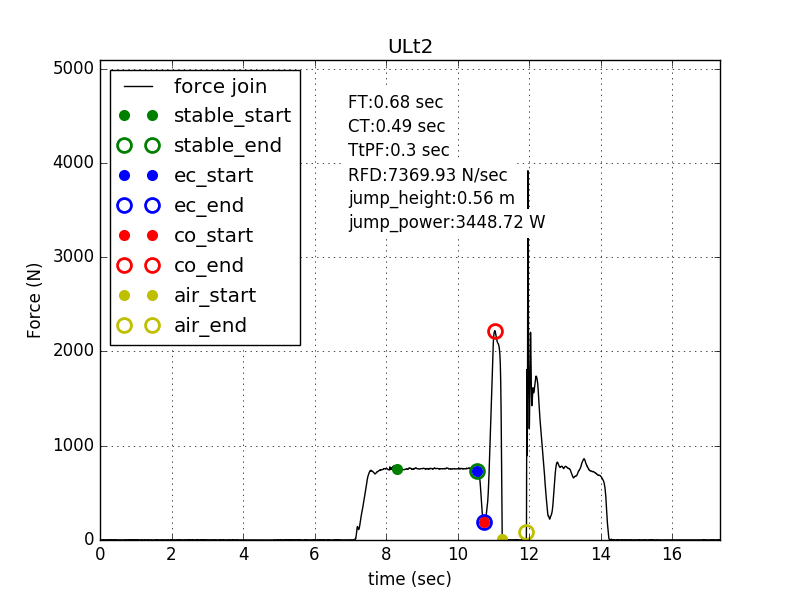 ULt2
5000
4000
3000
2000
1000
0
Force (N)
force join
stable_start
stable_end
ec_start
ec_end
co_start
co_end
air_start
air_end
FT:0.68 sec
CT:0.49 sec
TtPF:0.3 sec
RFD:7369.93 N/sec
jump_height:0.56 m
jump_power:3448.72 W
0 2 4 6 8 10 12 14 16
time (sec)